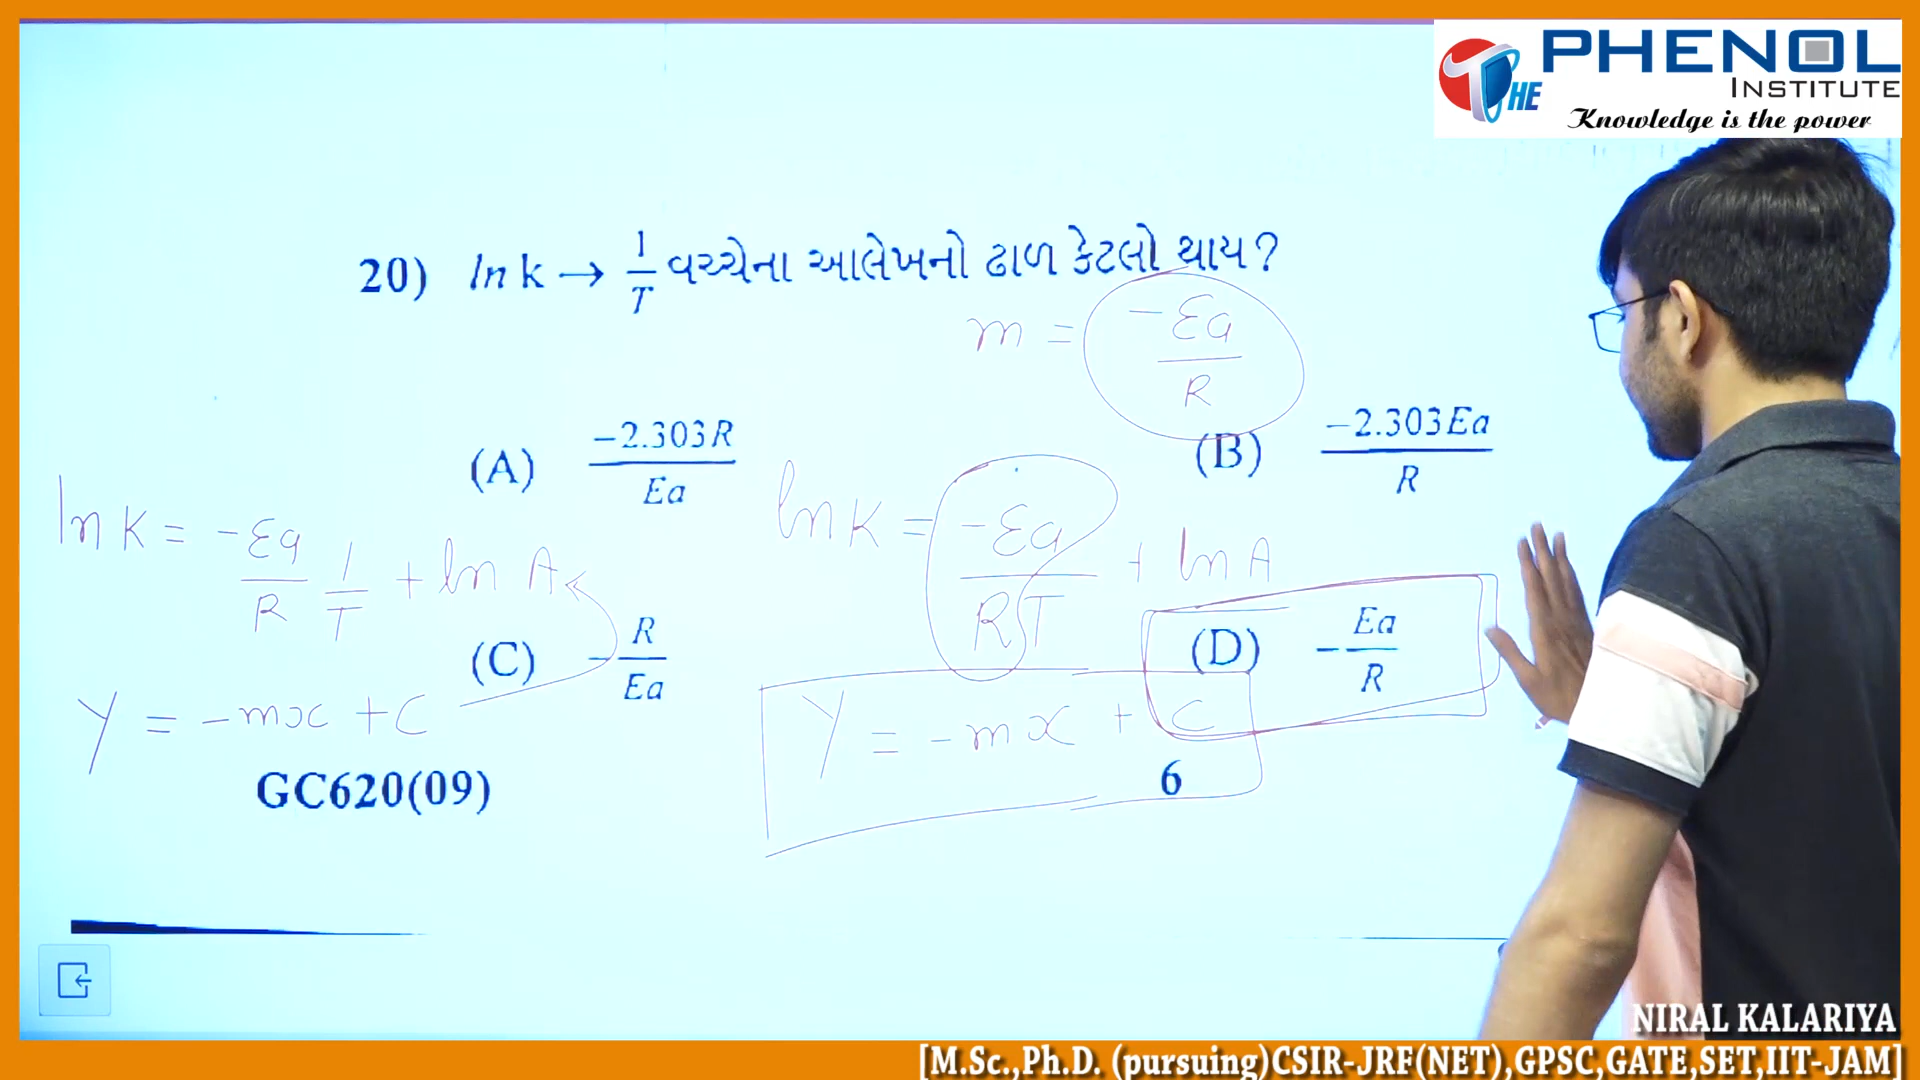 THE PHENOL
INSTITUTE
Knowledge is the power
20) ln k → 1/T વચ્ચેના આલેખનો ઢાળ કેટલો થાય?
m = -Ea/R
(A) -2.303R/Ea
(B) -2.303Ea/R
ln K = -Ea/R 1/T + ln A
ln K = -Ea/RT + ln A
(C) -R/Ea
(D) -Ea/R
Y = -mx + C
Y = -mx + C
GC620(09)
6
NIRAL KALARIYA
[M.Sc.,Ph.D. (pursuing)CSIR-JRF(NET),GPSC,GATE,SET,IIT-JAM]